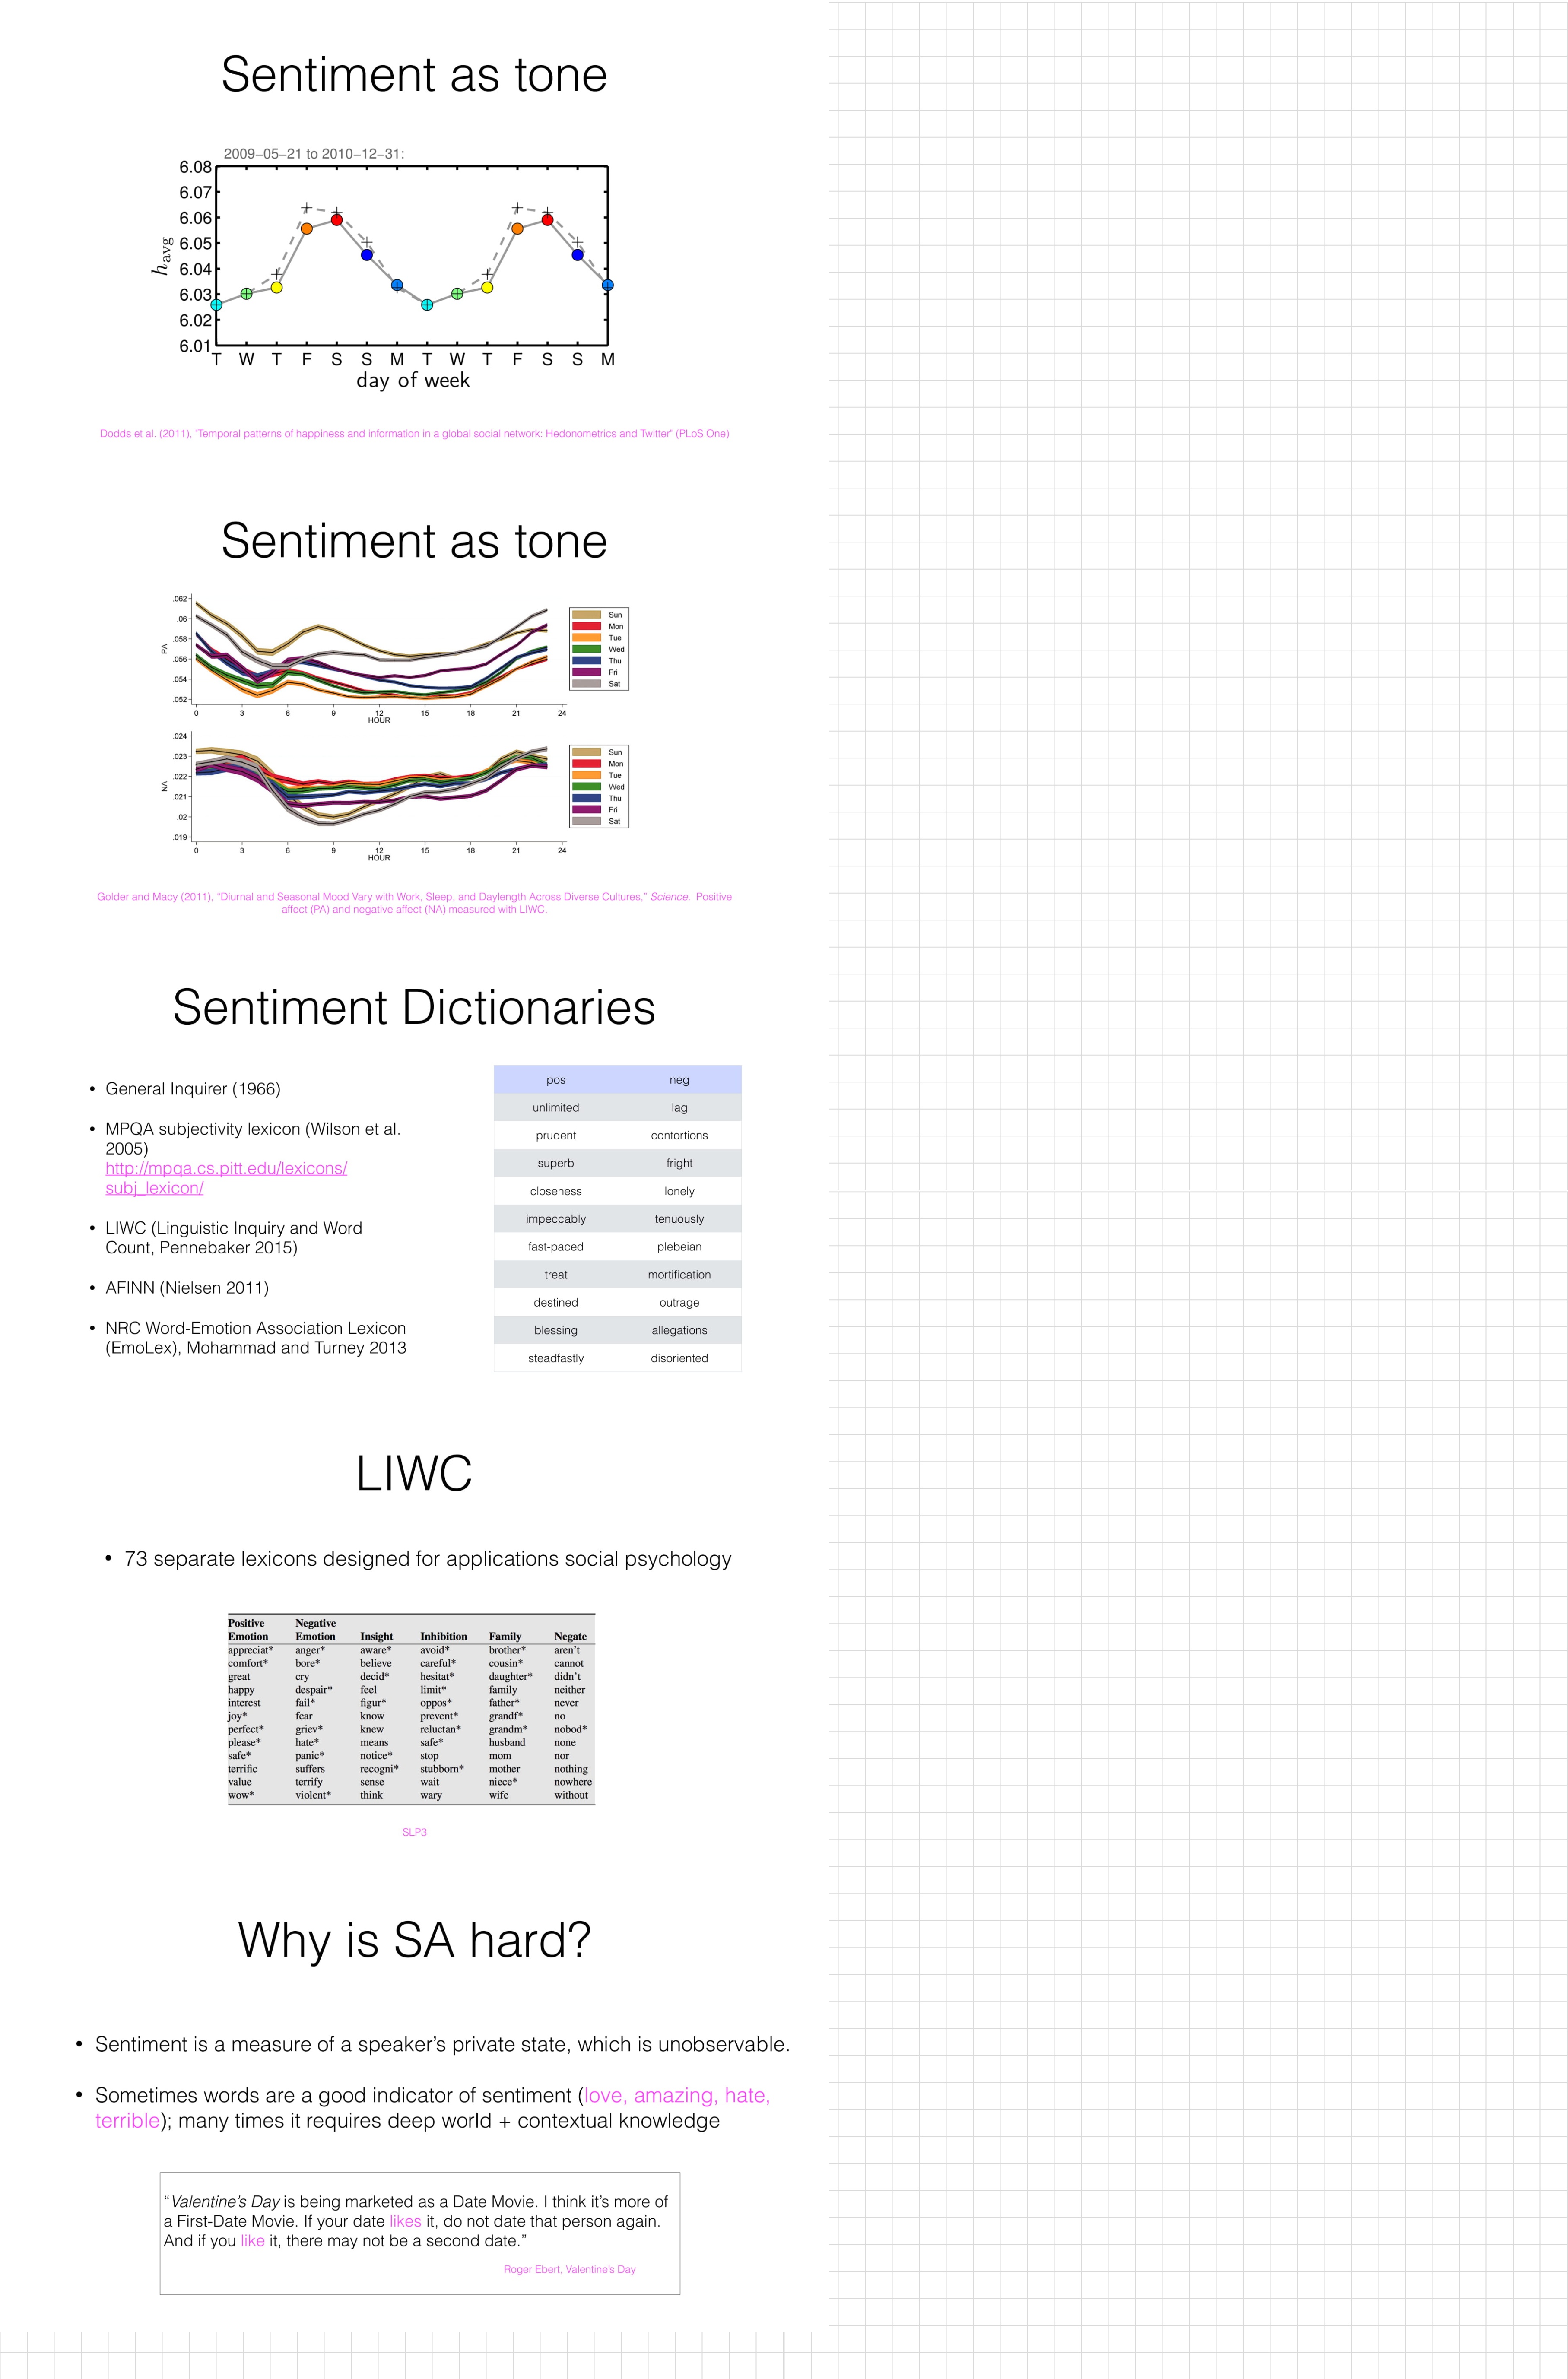 Sentiment as tone
2009−05−21 to 2010−12−31:
6.08
6.07
6.06
6.05
6.04
6.03
6.02
6.01
havg
T W T F S S M T W T F S S M
day of week
Dodds et al. (2011), "Temporal patterns of happiness and information in a global social network: Hedonometrics and Twitter" (PLoS One)
Sentiment as tone
.062
.06
.058
.056
.054
.052
PA
0 3 6 9 12 15 18 21 24
HOUR
Sun
Mon
Tue
Wed
Thu
Fri
Sat
.024
.023
.022
.021
.02
.019
NA
0 3 6 9 12 15 18 21 24
HOUR
Sun
Mon
Tue
Wed
Thu
Fri
Sat
Golder and Macy (2011), “Diurnal and Seasonal Mood Vary with Work, Sleep, and Daylength Across Diverse Cultures,” Science. Positive
affect (PA) and negative affect (NA) measured with LIWC.
Sentiment Dictionaries
• General Inquirer (1966)
• MPQA subjectivity lexicon (Wilson et al.
2005)
http://mpqa.cs.pitt.edu/lexicons/
subj_lexicon/
• LIWC (Linguistic Inquiry and Word
Count, Pennebaker 2015)
• AFINN (Nielsen 2011)
• NRC Word-Emotion Association Lexicon
(EmoLex), Mohammad and Turney 2013
pos neg
unlimited lag
prudent contortions
superb fright
closeness lonely
impeccably tenuously
fast-paced plebeian
treat mortification
destined outrage
blessing allegations
steadfastly disoriented
LIWC
• 73 separate lexicons designed for applications social psychology
Positive Negative
Emotion Emotion Insight Inhibition Family Negate
appreciat* anger* aware* avoid* brother* aren’t
comfort* bore* believe careful* cousin* cannot
great cry decid* hesitat* daughter* didn’t
happy despair* feel limit* family neither
interest fail* figur* oppos* father* never
joy* fear know prevent* grandf* no
perfect* griev* knew reluctan* grandm* nobod*
please* hate* means safe* husband none
safe* panic* notice* stop mom nor
terrific suffers recogni* stubborn* mother nothing
value terrify sense wait niece* nowhere
wow* violent* think wary wife without
SLP3
Why is SA hard?
• Sentiment is a measure of a speaker’s private state, which is unobservable.
• Sometimes words are a good indicator of sentiment (love, amazing, hate,
terrible); many times it requires deep world + contextual knowledge
“Valentine’s Day is being marketed as a Date Movie. I think it’s more of
a First-Date Movie. If your date likes it, do not date that person again.
And if you like it, there may not be a second date.”
Roger Ebert, Valentine’s Day